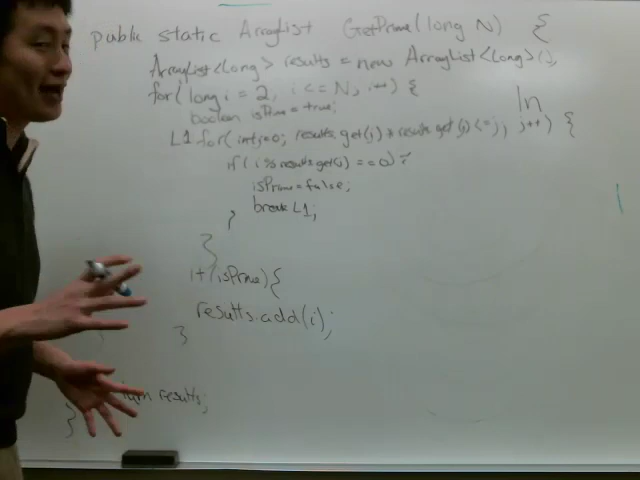 public static ArrayList GetPrime(long N) {
ArrayList<Long> results = new ArrayList<Long>();
for(long i = 2, i <= N; i++) {
boolean isPrime = true;
ln
L1 for(int j=0; results.get(j) * results.get(j) <= j, j++) {
if(i % results.get(j) == 0) {
isPrime = false;
break L1;
}
}
if(isPrime){
results.add(i);
}
results;
}